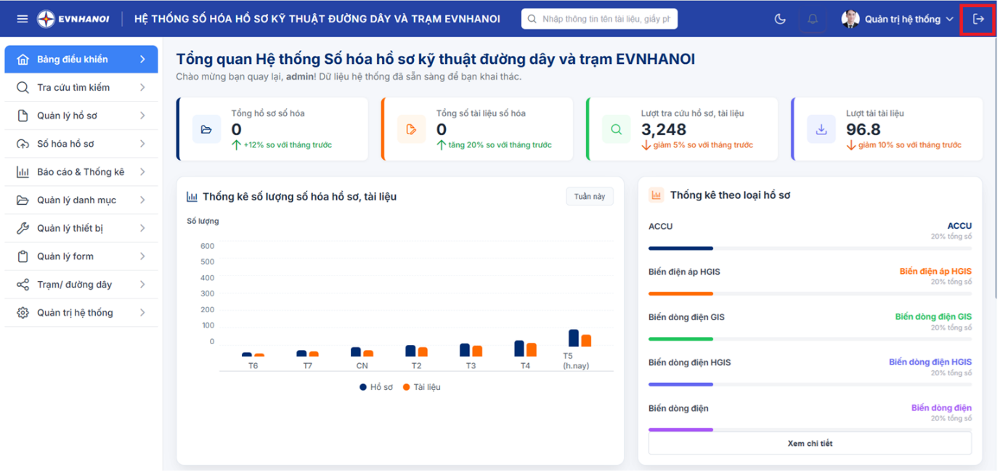 EVNHANOI
HỆ THỐNG SỐ HÓA HỒ SƠ KỸ THUẬT ĐƯỜNG DÂY VÀ TRẠM EVNHANOI
Nhập thông tin tên tài liệu, giấy ph
Quản trị hệ thống
Bảng điều khiển
Tra cứu tìm kiếm
Quản lý hồ sơ
Số hóa hồ sơ
Báo cáo & Thống kê
Quản lý danh mục
Quản lý thiết bị
Quản lý form
Trạm/ đường dây
Quản trị hệ thống
Tổng quan Hệ thống Số hóa hồ sơ kỹ thuật đường dây và trạm EVNHANOI
Chào mừng bạn quay lại, admin! Dữ liệu hệ thống đã sẵn sàng để bạn khai thác.
Tổng hồ sơ số hóa
0
+12% so với tháng trước
Tổng số tài liệu số hóa
0
tăng 20% so với tháng trước
Lượt tra cứu hồ sơ, tài liệu
3,248
giảm 5% so với tháng trước
Lượt tải tài liệu
96.8
giảm 10% so với tháng trước
Thống kê số lượng số hóa hồ sơ, tài liệu
Tuần này
Số lượng
600
500
400
300
200
100
0
T6 T7 CN T2 T3 T4 T5
(h.nay)
Hồ sơ Tài liệu
Thống kê theo loại hồ sơ
ACCU ACCU
20% tổng số
Biến điện áp HGIS Biến điện áp HGIS
20% tổng số
Biến dòng điện GIS Biến dòng điện GIS
20% tổng số
Biến dòng điện HGIS Biến dòng điện HGIS
20% tổng số
Biến dòng điện Biến dòng điện
20% tổng số
Xem chi tiết